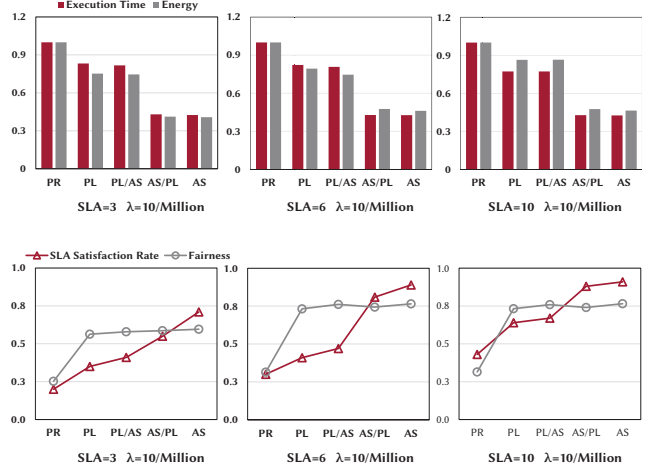 Execution Time Energy
1.2 1.2 1.2
0.9 0.9 0.9
0.6 0.6 0.6
0.3 0.3 0.3
0 0 0
PR PL PL/AS AS/PL AS PR PL PL/AS AS/PL AS PR PL PL/AS AS/PL AS
SLA=3 λ=10/Million SLA=6 λ=10/Million SLA=10 λ=10/Million
SLA Satisfaction Rate Fairness
1.0 1.0 1.0
0.8 0.8 0.8
0.5 0.5 0.5
0.3 0.3 0.3
0.0 0.0 0.0
PR PL PL/AS AS/PL AS PR PL PL/AS AS/PL AS PR PL PL/AS AS/PL AS
SLA=3 λ=10/Million SLA=6 λ=10/Million SLA=10 λ=10/Million